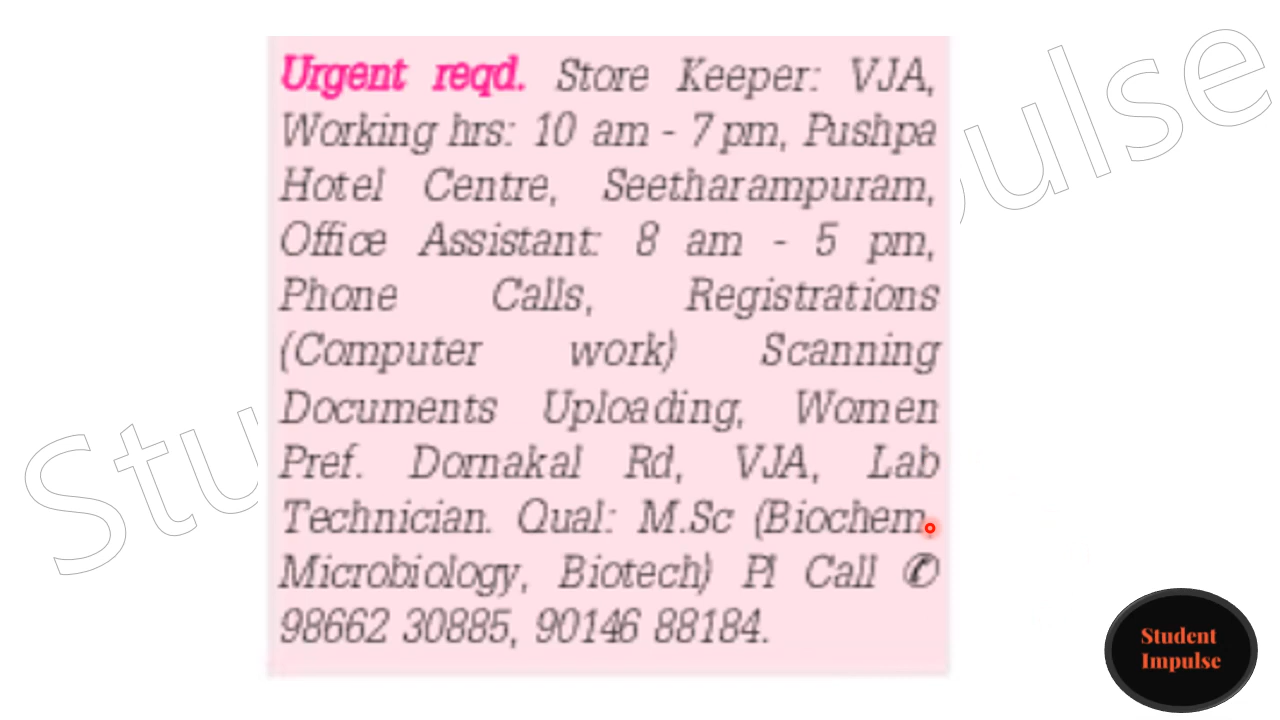 Urgent reqd. Store Keeper: VJA,
Working hrs: 10 am - 7 pm, Pushpa
Hotel Centre, Seetharampuram,
Office Assistant: 8 am - 5 pm,
Phone Calls, Registrations
(Computer work) Scanning
Documents Uploading, Women
Pref. Dornakal Rd, VJA, Lab
Technician. Qual: M.Sc (Biochem,
Microbiology, Biotech) Pl Call ✆
98662 30885, 90146 88184.
Stu pulse
Student
Impulse